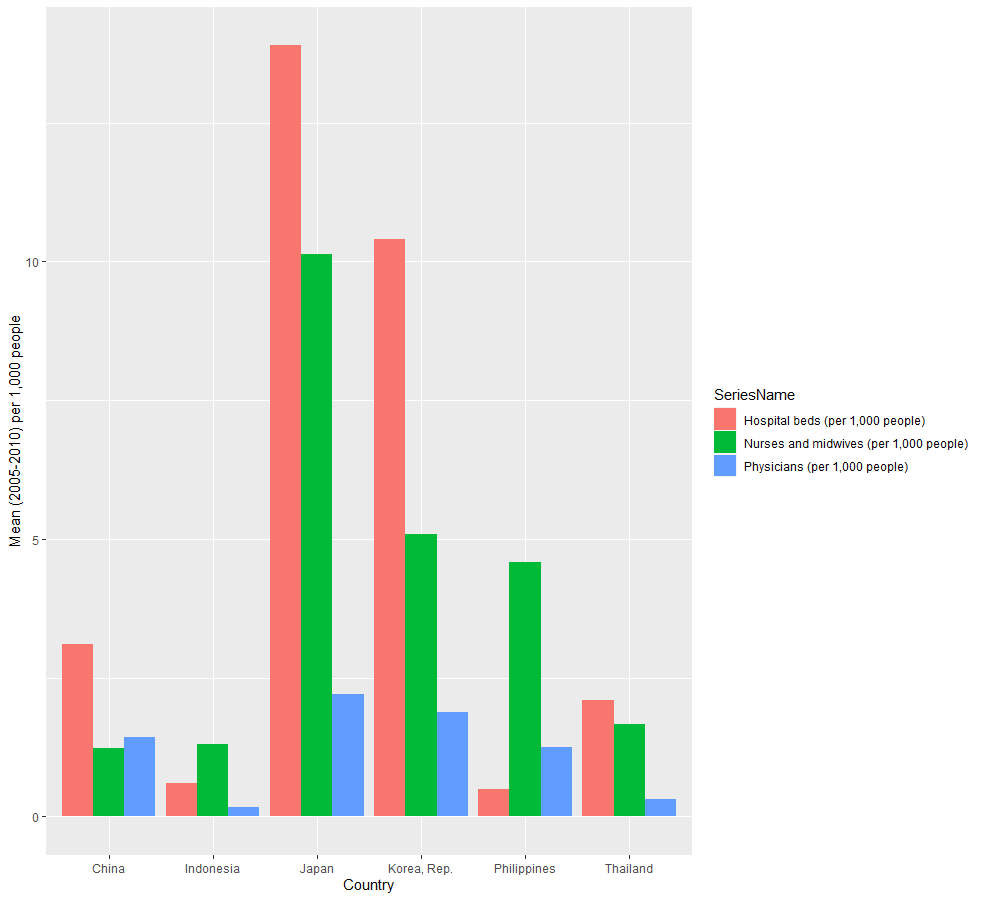 Mean (2005-2010) per 1,000 people
10
5
0
China
Indonesia
Japan
Korea, Rep.
Philippines
Thailand
Country
SeriesName
Hospital beds (per 1,000 people)
Nurses and midwives (per 1,000 people)
Physicians (per 1,000 people)